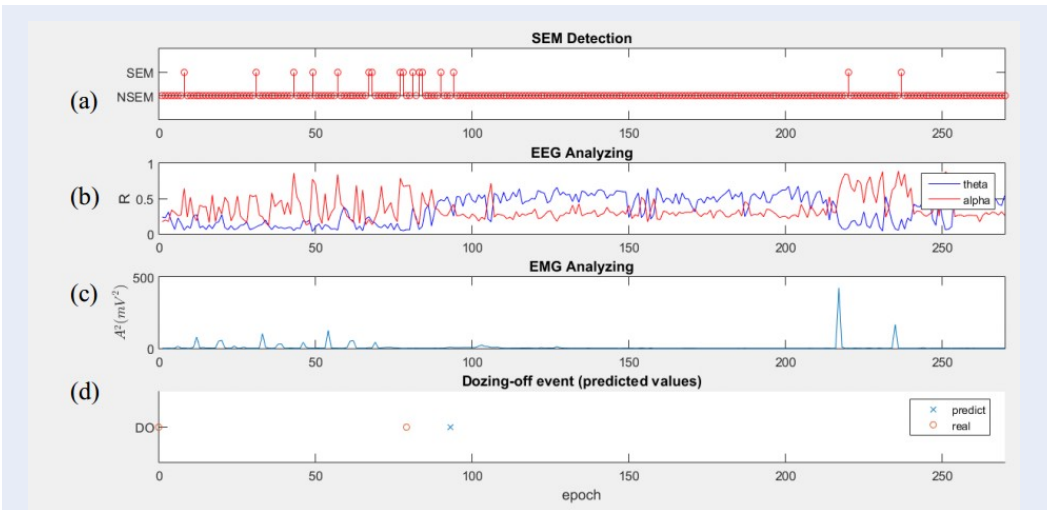 SEM Detection
(a)
SEM
NSEM
0 50 100 150 200 250
EEG Analyzing
(b)
R
1
0.5
0
theta
alpha
0 50 100 150 200 250
EMG Analyzing
(c)
A²(mV²)
500
0
0 50 100 150 200 250
Dozing-off event (predicted values)
(d)
DO
predict
real
0 50 100 150 200 250
epoch